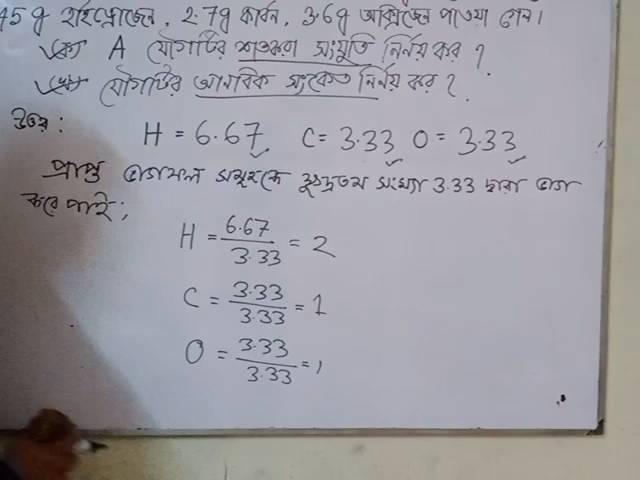 45g হাইড্রোজেন, 2.7g কার্বন, 3.6g অক্সিজেন পাওয়া গেল।
A যৌগটির শতকরা সংযুতি নির্ণয় কর ?
যৌগটির আনবিক সংকেত নির্ণয় কর ?
উত্তর :
H = 6.67 C = 3.33 O = 3.33
প্রাপ্ত ভাগফল সমূহকে ক্ষুদ্রতম সংখ্যা 3.33 দ্বারা ভাগ
করে পাই;
H = 6.67/3.33 = 2
C = 3.33/3.33 = 1
O = 3.33/3.33 = 1